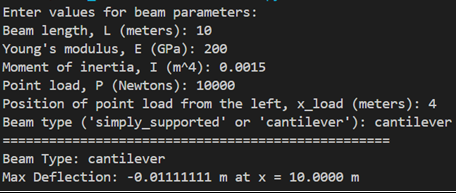 Enter values for beam parameters:
Beam length, L (meters): 10
Young's modulus, E (GPa): 200
Moment of inertia, I (m^4): 0.0015
Point load, P (Newtons): 10000
Position of point load from the left, x_load (meters): 4
Beam type ('simply_supported' or 'cantilever'): cantilever
==================================================
Beam Type: cantilever
Max Deflection: -0.01111111 m at x = 10.0000 m